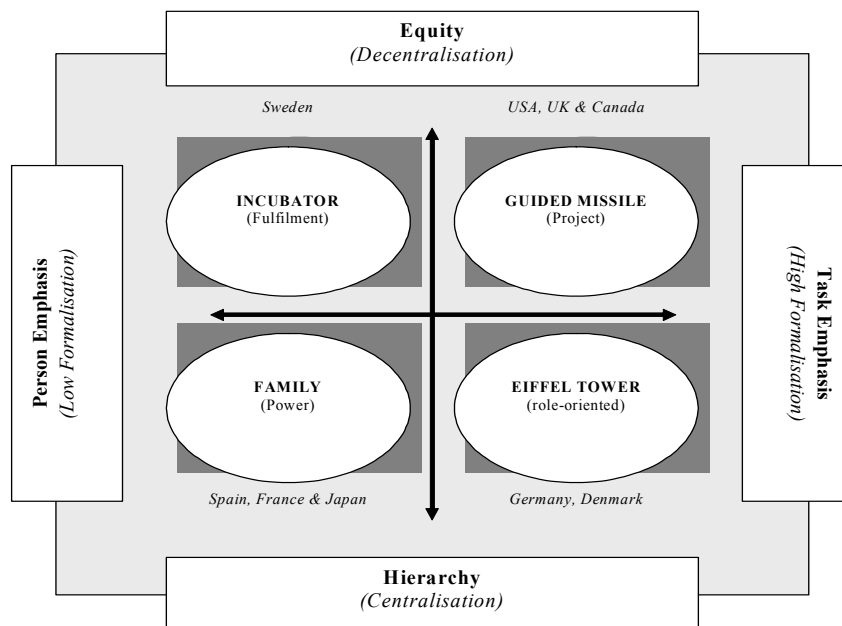 Equity
(Decentralisation)
Sweden
USA, UK & Canada
INCUBATOR
(Fulfilment)
GUIDED MISSILE
(Project)
Person Emphasis
(Low Formalisation)
Task Emphasis
(High Formalisation)
FAMILY
(Power)
EIFFEL TOWER
(role-oriented)
Spain, France & Japan
Germany, Denmark
Hierarchy
(Centralisation)